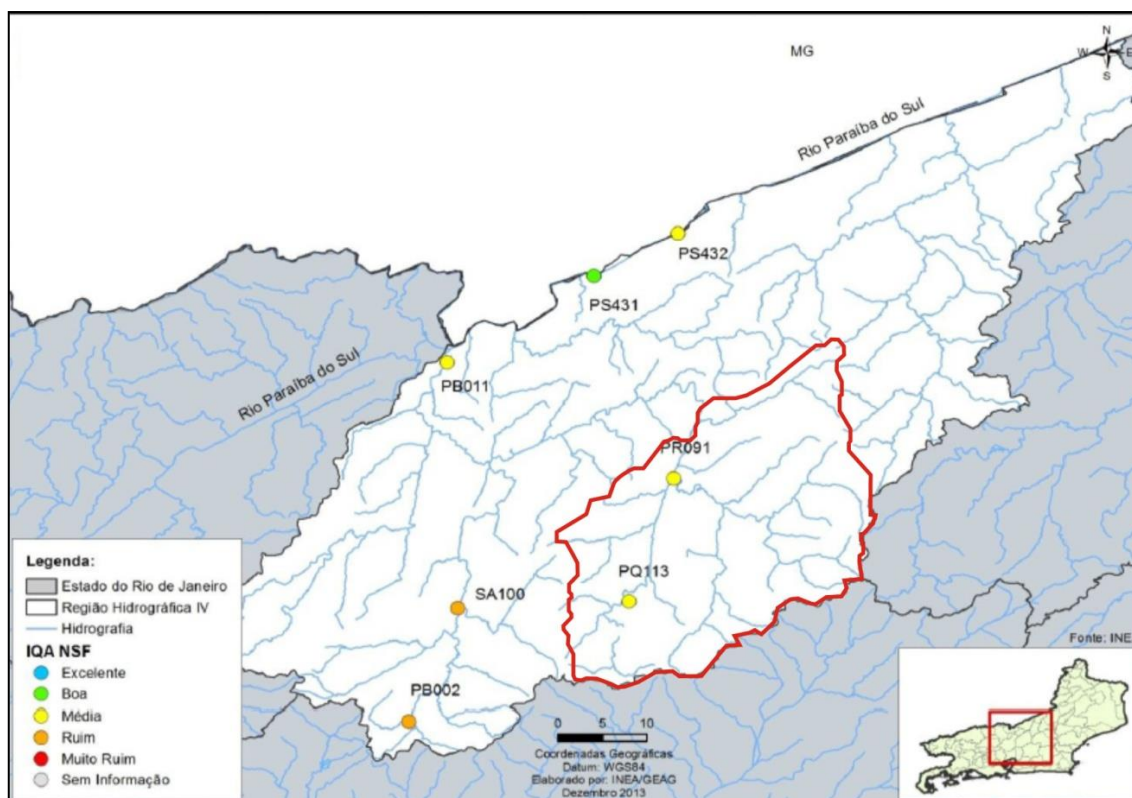 MG
N
W
E
S
Rio Paraíba do Sul
PS432
PS431
PB011
Rio Paraíba do Sul
PR091
PQ113
SA100
PB002
Legenda:
Estado do Rio de Janeiro
Região Hidrográfica IV
Hidrografia
IQA NSF
Excelente
Boa
Média
Ruim
Muito Ruim
Sem Informação
0 5 10
Coordenadas Geográficas
Datum: WGS84
Elaborado por: INEA/GEAG
Dezembro 2013
Fonte: INE